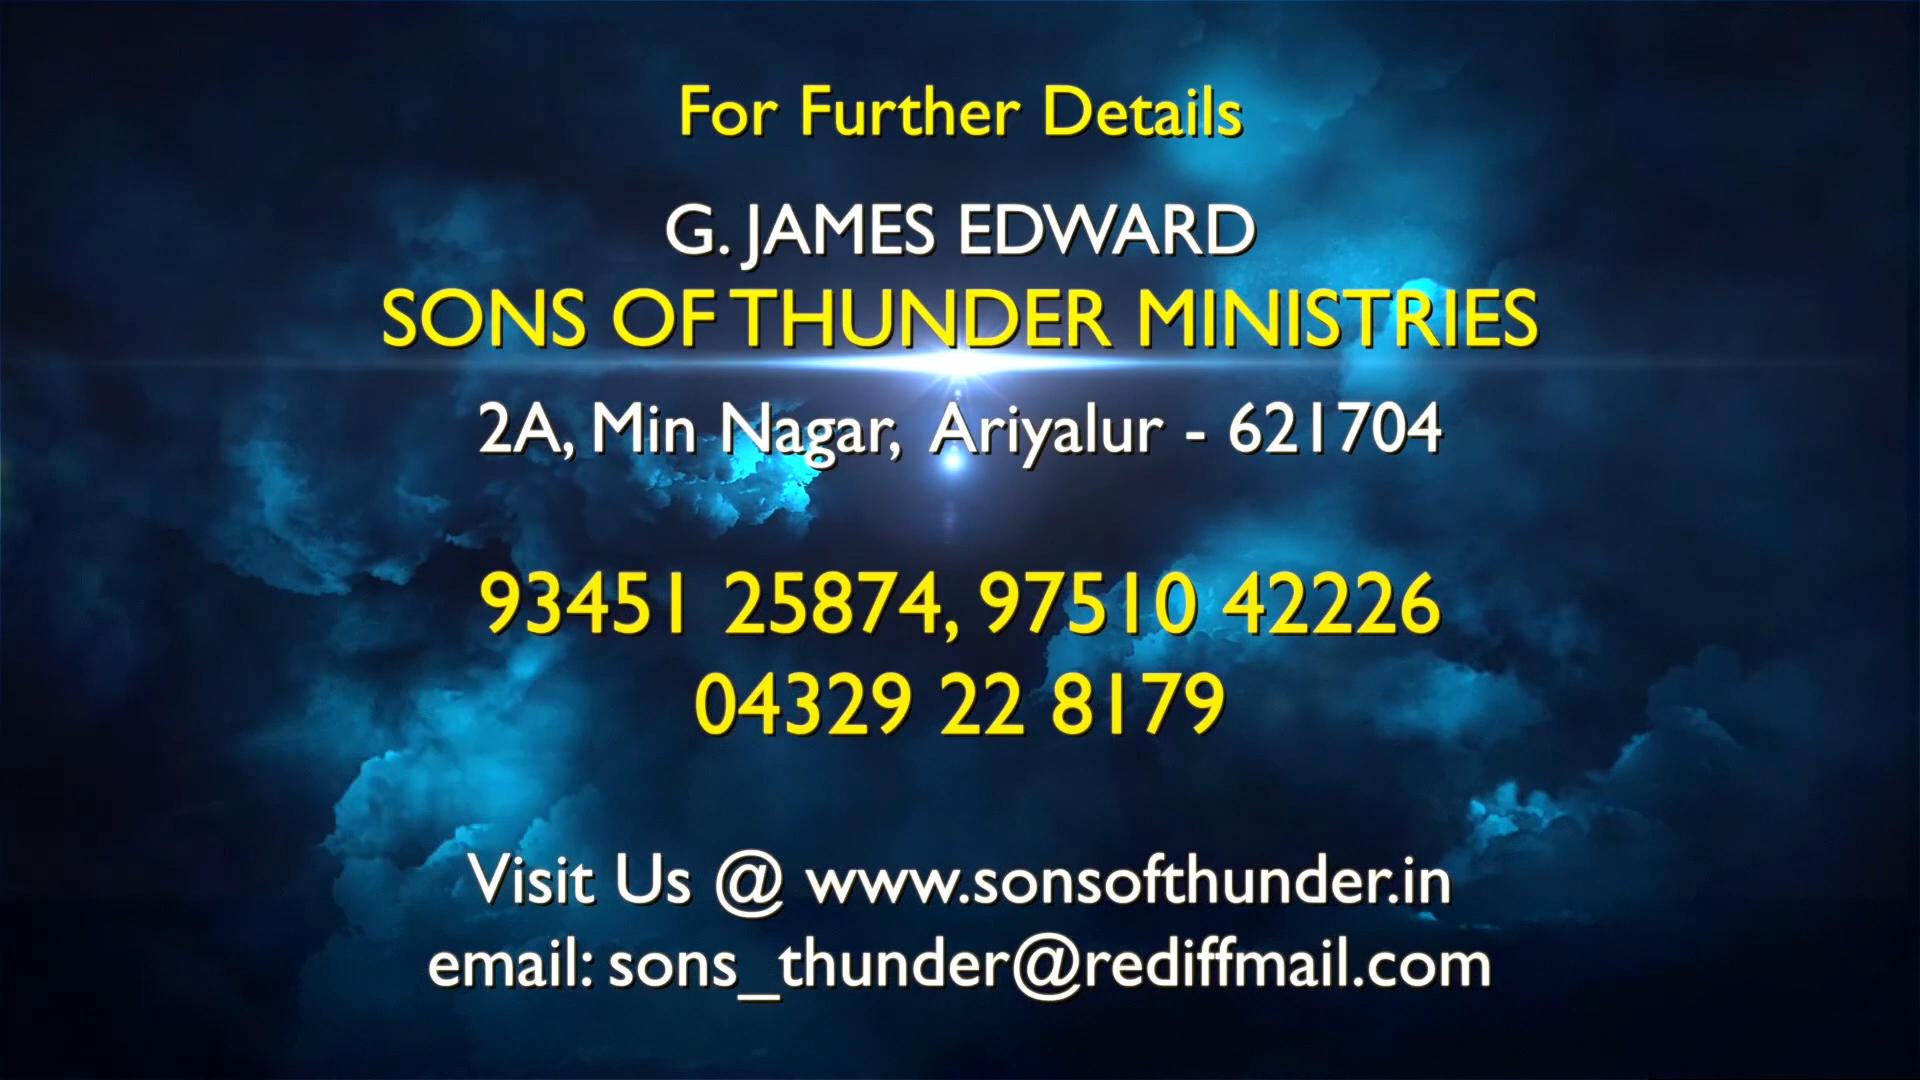 For Further Details
G. JAMES EDWARD
SONS OF THUNDER MINISTRIES
2A, Min Nagar, Ariyalur - 621704
93451 25874, 97510 42226
04329 22 8179
Visit Us @ www.sonsofthunder.in
email: sons_thunder@rediffmail.com